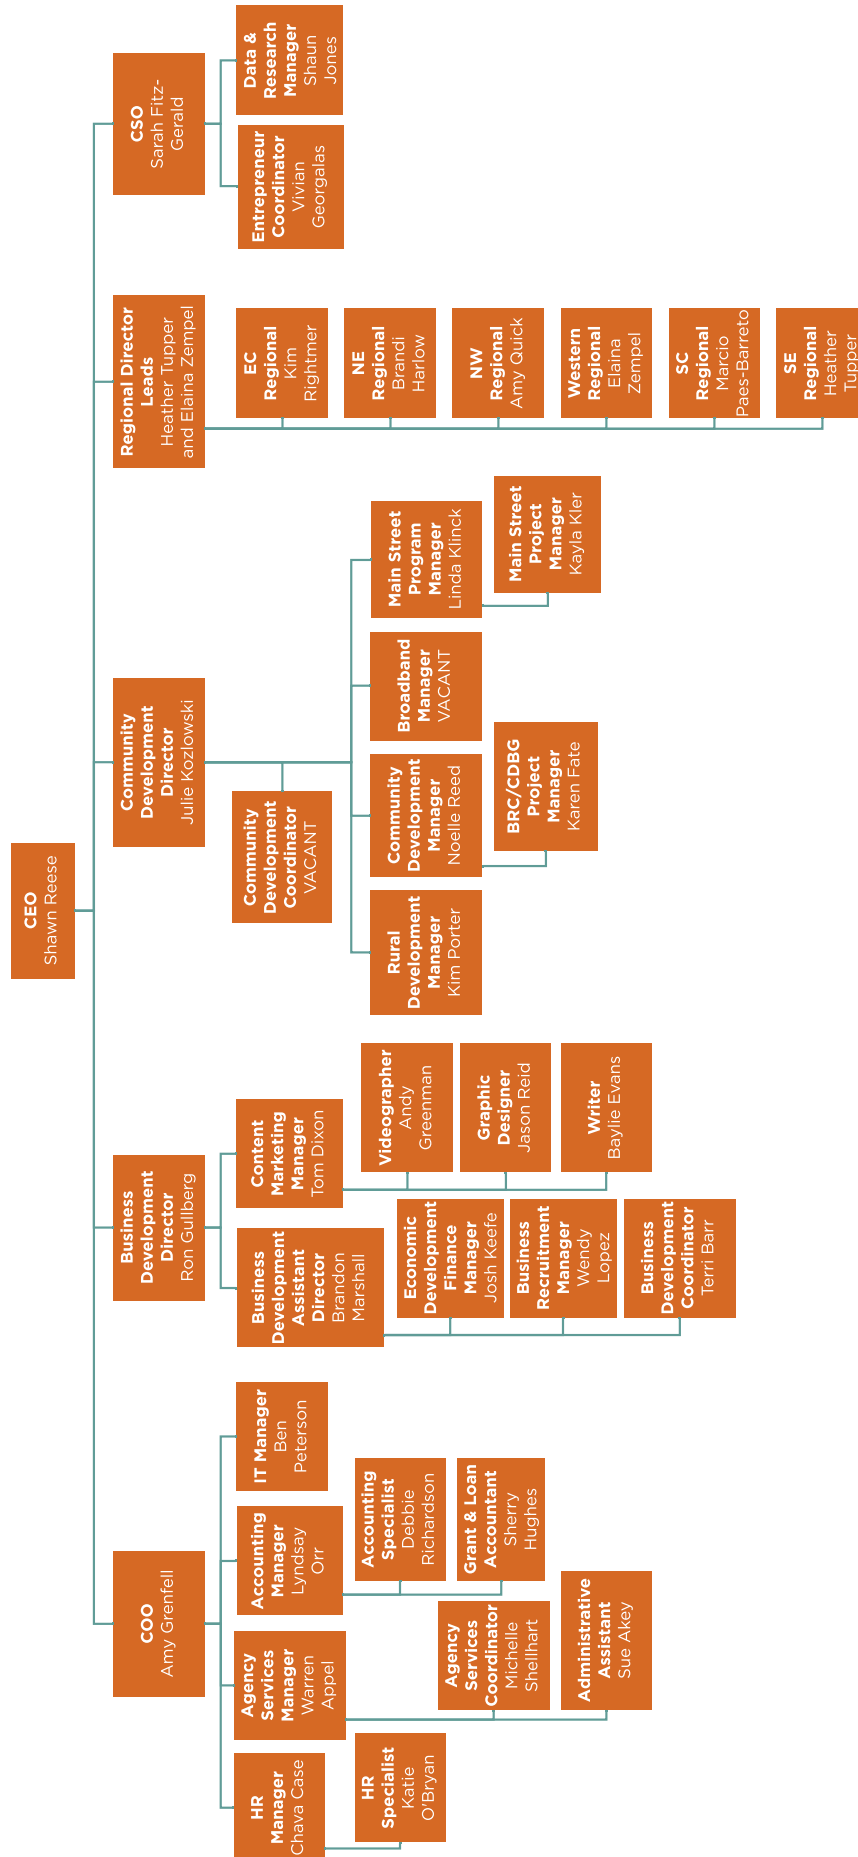 CEO
Shawn Reese
COO
Amy Grenfell
Business
Development
Director
Ron Gullberg
Community
Development
Director
Julie Kozlowski
Regional Director
Leads
Heather Tupper
and Elaina Zempel
CSO
Sarah Fitz-
Gerald
HR
Manager
Chava Case
HR
Specialist
Katie
O'Bryan
Agency
Services
Manager
Warren
Appel
Agency
Services
Coordinator
Michelle
Shellhart
Administrative
Assistant
Sue Akey
Accounting
Manager
Lyndsay
Orr
Accounting
Specialist
Debbie
Richardson
Grant & Loan
Accountant
Sherry
Hughes
IT Manager
Ben
Peterson
Business
Development
Assistant
Director
Brandon
Marshall
Economic
Development
Finance
Manager
Josh Keefe
Business
Recruitment
Manager
Wendy
Lopez
Business
Development
Coordinator
Terri Barr
Content
Marketing
Manager
Tom Dixon
Videographer
Andy
Greenman
Graphic
Designer
Jason Reid
Writer
Baylie Evans
Community
Development
Coordinator
VACANT
Rural
Development
Manager
Kim Porter
Community
Development
Manager
Noelle Reed
BRC/CDBG
Project
Manager
Karen Fate
Broadband
Manager
VACANT
Main Street
Program
Manager
Linda Klinck
Main Street
Project
Manager
Kayla Kler
EC
Regional
Kim
Rightmer
NE
Regional
Brandi
Harlow
NW
Regional
Amy Quick
Western
Regional
Elaina
Zempel
SC
Regional
Marcio
Paes-Barreto
SE
Regional
Heather
Tupper
Entrepreneur
Coordinator
Vivian
Georgalas
Data &
Research
Manager
Shaun
Jones